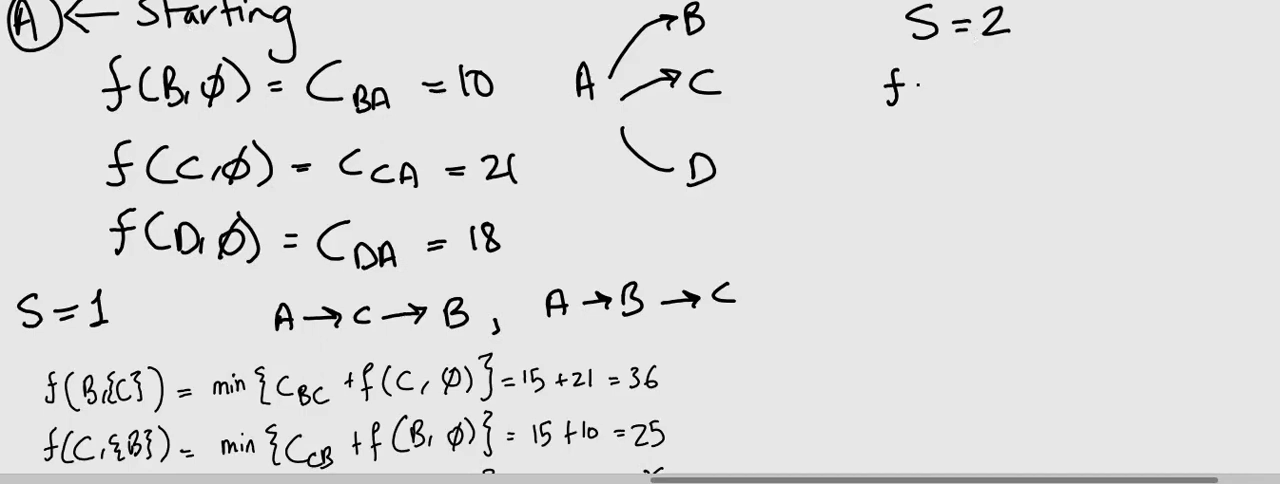 A ← Starting
f(B,ϕ) = C_BA = 10
f(C,ϕ) = C_CA = 21
f(D,ϕ) = C_DA = 18
A
B
C
D
S = 1
A → C → B , A → B → C
f(B,{C}) = min {C_BC + f(C, ϕ)} = 15 + 21 = 36
f(C,{B}) = min {C_CB + f(B, ϕ)} = 15 + 10 = 25
S = 2
f